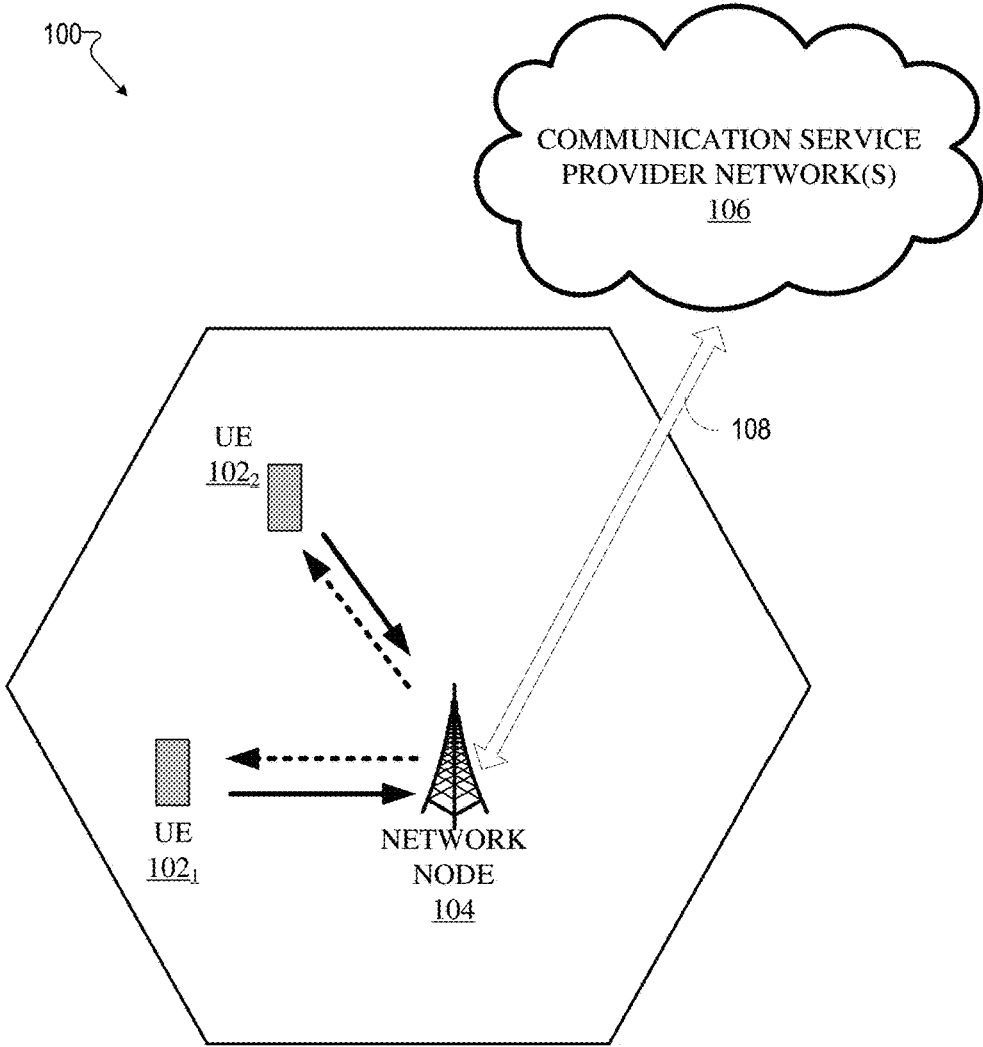 100
COMMUNICATION SERVICE
PROVIDER NETWORK(S)
106
108
UE
102₂
UE
102₁
NETWORK
NODE
104